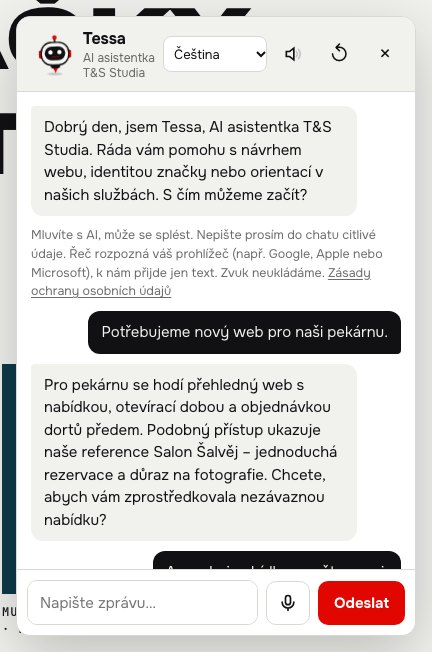 Tessa
AI asistentka
T&S Studia
Čeština
Dobrý den, jsem Tessa, AI asistentka T&S
Studia. Ráda vám pomohu s návrhem
webu, identitou značky nebo orientací v
našich službách. S čím můžeme začít?
Mluvíte s AI, může se splést. Nepište prosím do chatu citlivé
údaje. Řeč rozpozná váš prohlížeč (např. Google, Apple nebo
Microsoft), k nám přijde jen text. Zvuk neukládáme. Zásady
ochrany osobních údajů
Potřebujeme nový web pro naši pekárnu.
Pro pekárnu se hodí přehledný web s
nabídkou, otevírací dobou a objednávkou
dortů předem. Podobný přístup ukazuje
naše reference Salon Šalvěj – jednoduchá
rezervace a důraz na fotografie. Chcete,
abych vám zprostředkovala nezávaznou
nabídku?
Napište zprávu...
Odeslat